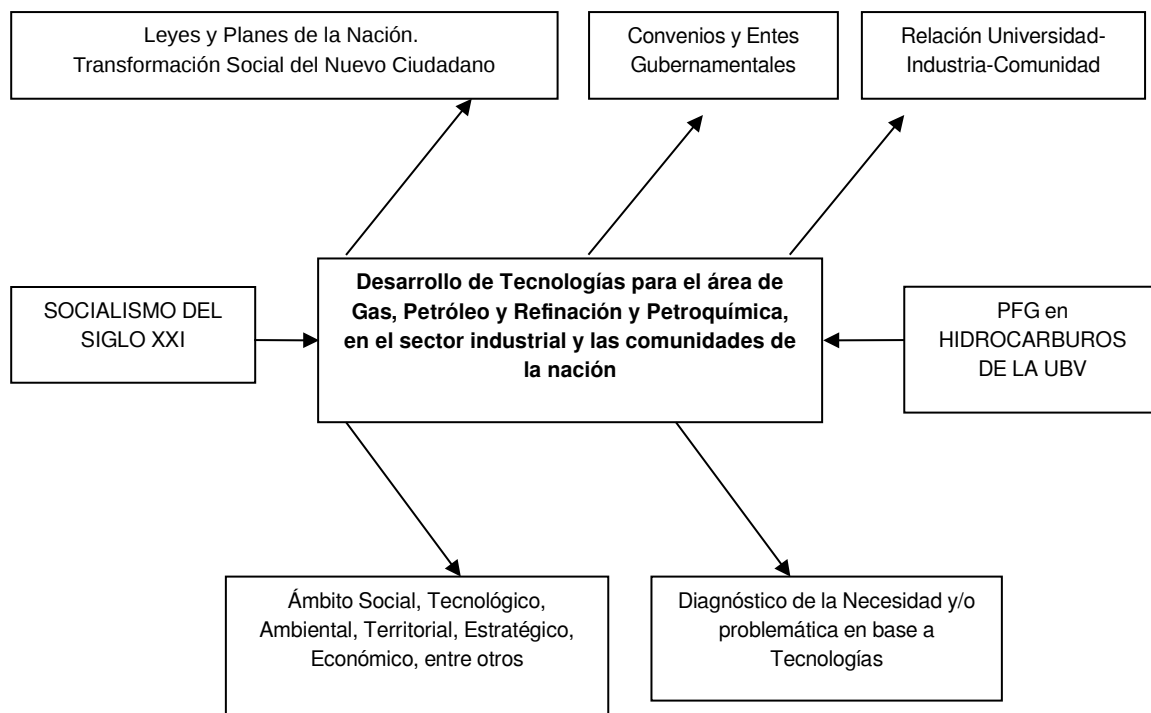 Leyes y Planes de la Nación.
Transformación Social del Nuevo Ciudadano
Convenios y Entes
Gubernamentales
Relación Universidad-
Industria-Comunidad
SOCIALISMO DEL
SIGLO XXI
Desarrollo de Tecnologías para el área de
Gas, Petróleo y Refinación y Petroquímica,
en el sector industrial y las comunidades de
la nación
PFG en
HIDROCARBUROS
DE LA UBV
Ámbito Social, Tecnológico,
Ambiental, Territorial, Estratégico,
Económico, entre otros
Diagnóstico de la Necesidad y/o
problemática en base a
Tecnologías